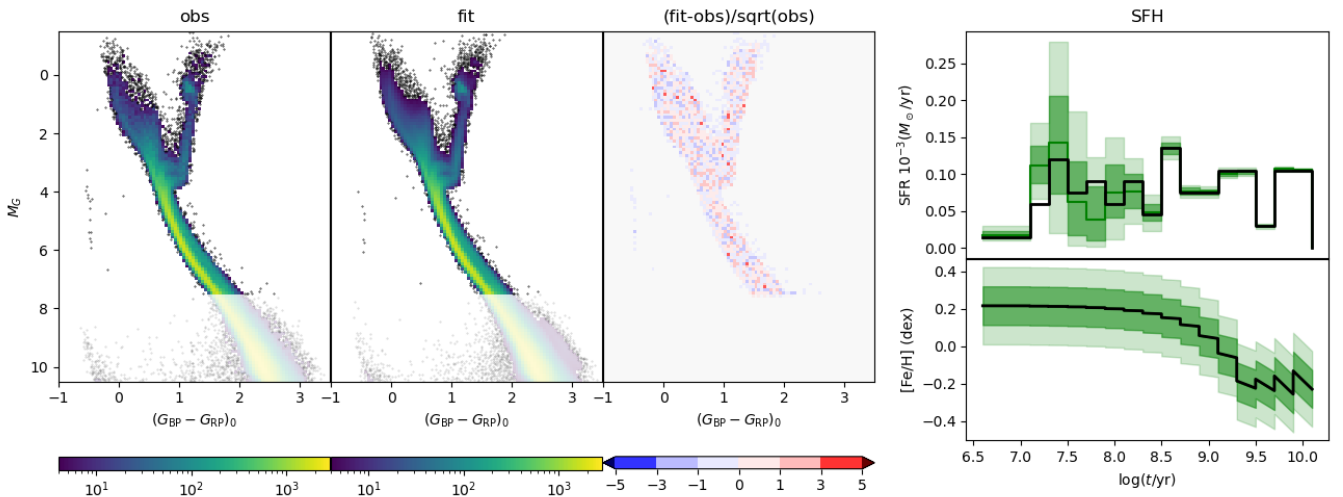 obs fit (fit-obs)/sqrt(obs) SFH
0
2
4
6
8
10
M_G
−1 0 1 2 3
−1 0 1 2 3
−1 0 1 2 3
(G_BP − G_RP)_0 (G_BP − G_RP)_0 (G_BP − G_RP)_0
10^1 10^2 10^3
10^1 10^2 10^3
−5 −3 −1 0 1 3 5
0.25
0.20
0.15
0.10
0.05
0.00
SFR 10^−3(M_⊙/yr)
0.4
0.2
0.0
−0.2
−0.4
[Fe/H] (dex)
6.5 7.0 7.5 8.0 8.5 9.0 9.5 10.0
log(t/yr)